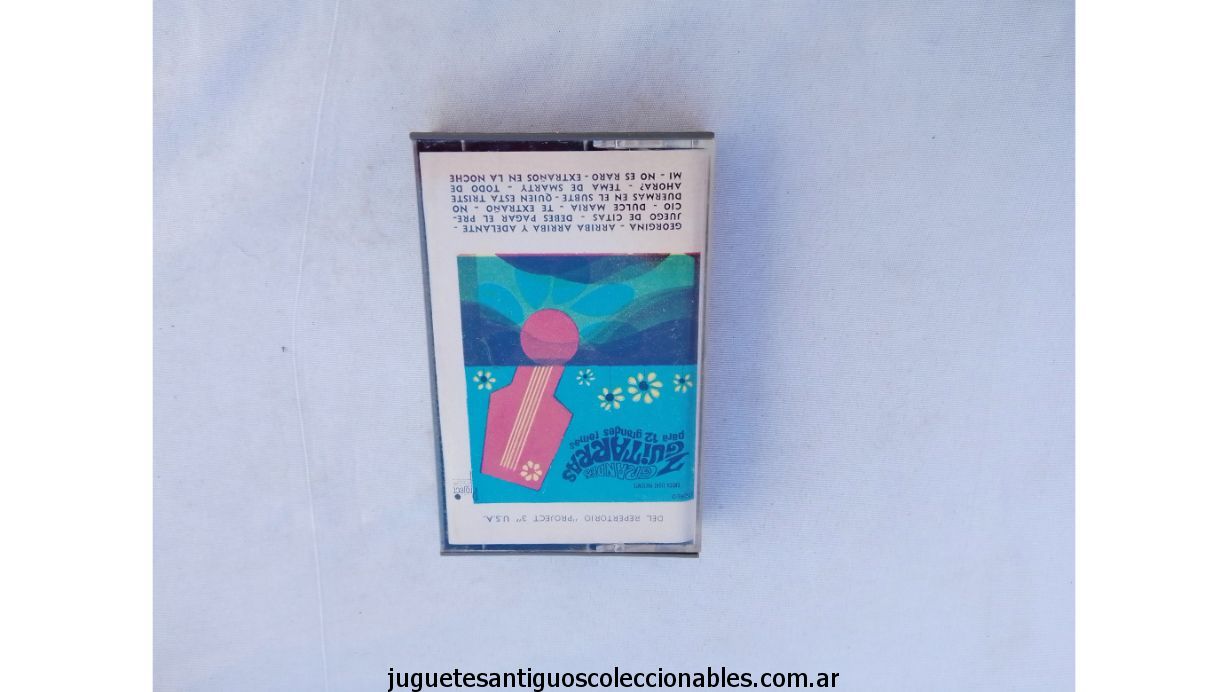 DEL REPERTORIO "PROJECT 3" U.S.A.
ENOCH LIGHT
GRANDES
GUITARRAS
para 12 grandes temas
GEORGINA - ARRIBA ARRIBA Y ADELANTE -
JUEGO DE CITAS - DEBES PAGAR EL PRE-
CIO - DULCE MARIA - TE EXTRAÑO - NO
DUERMAS EN EL SUBTE - QUIEN ESTA TRISTE
AHORA? - TEMA DE SMARTY - TODO DE
MI - NO ES RARO - EXTRAÑOS EN LA NOCHE
juguetesantiguoscoleccionables.com.ar